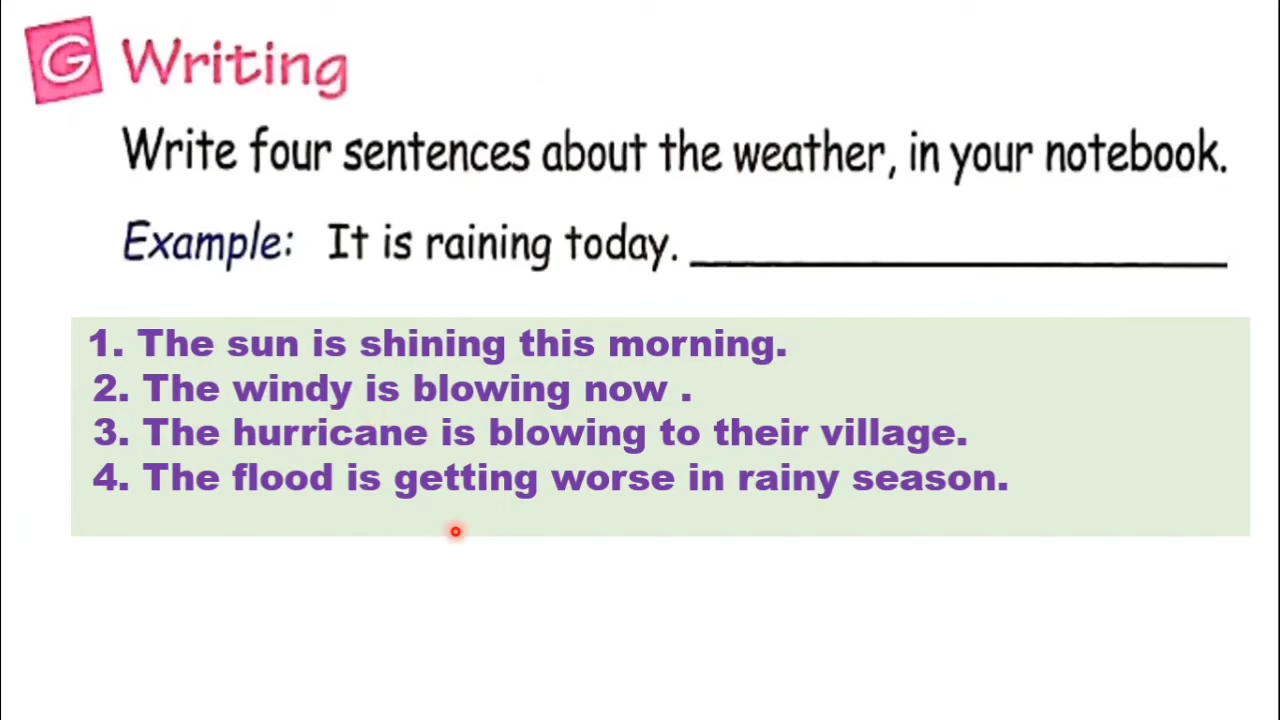 G Writing
Write four sentences about the weather, in your notebook.
Example: It is raining today. ____________________
1. The sun is shining this morning.
2. The windy is blowing now .
3. The hurricane is blowing to their village.
4. The flood is getting worse in rainy season.